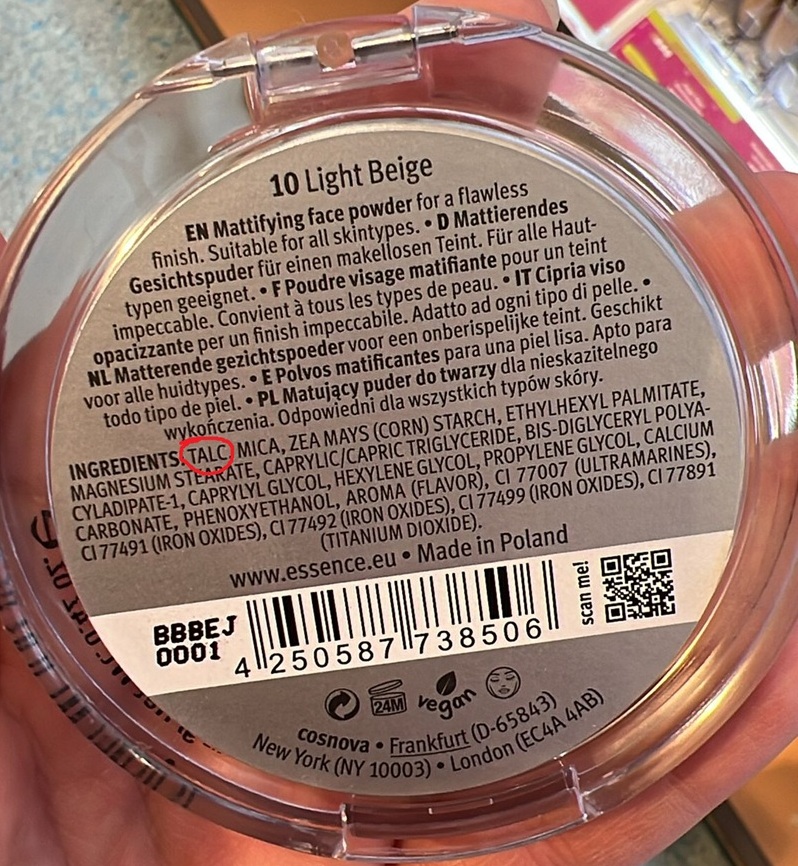 10 Light Beige
EN Mattifying face powder for a flawless
finish. Suitable for all skintypes. • D Mattierendes
Gesichtspuder für einen makellosen Teint. Für alle Haut-
typen geeignet. • F Poudre visage matifiante pour un teint
impeccable. Convient à tous les types de peau. • IT Cipria viso
opacizzante per un finish impeccabile. Adatto ad ogni tipo di pelle. •
NL Matterende gezichtspoeder voor een onberispelijke teint. Geschikt
voor alle huidtypes. • E Polvos matificantes para una piel lisa. Apto para
todo tipo de piel. • PL Matujący puder do twarzy dla nieskazitelnego
wykończenia. Odpowiedni dla wszystkich typów skóry.
INGREDIENTS: TALC, MICA, ZEA MAYS (CORN) STARCH, ETHYLHEXYL PALMITATE,
MAGNESIUM STEARATE, CAPRYLIC/CAPRIC TRIGLYCERIDE, BIS-DIGLYCERYL POLYA-
CYLADIPATE-1, CAPRYLYL GLYCOL, HEXYLENE GLYCOL, PROPYLENE GLYCOL, CALCIUM
CARBONATE, PHENOXYETHANOL, AROMA (FLAVOR), CI 77007 (ULTRAMARINES),
CI 77491 (IRON OXIDES), CI 77492 (IRON OXIDES), CI 77499 (IRON OXIDES), CI 77891
(TITANIUM DIOXIDE).
www.essence.eu • Made in Poland
BBBEJ
0001
4 250587 738506
scan me!
24M
vegan
cosnova • Frankfurt (D-65843)
New York (NY 10003) • London (EC4A 4AB)